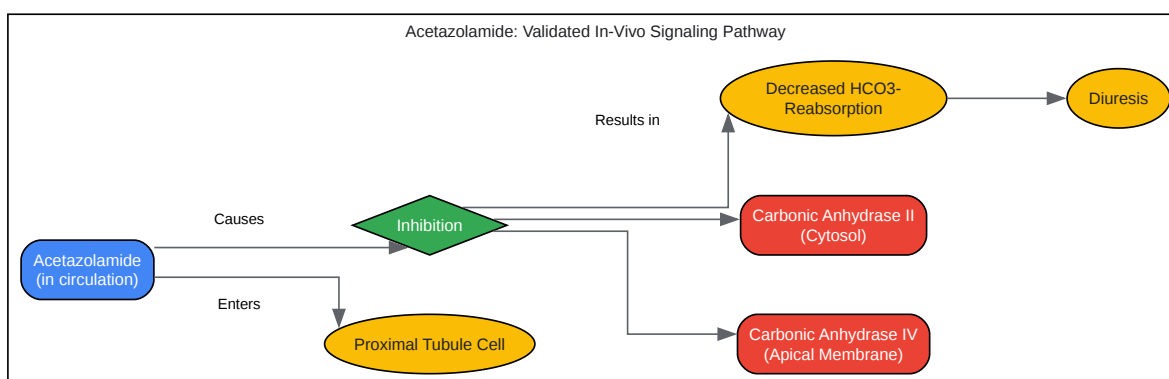 Acetazolamide: Validated In-Vivo Signaling Pathway
Decreased HCO3-
Reabsorption
Diuresis
Results in
Causes
Inhibition
Carbonic Anhydrase II
(Cytosol)
Acetazolamide
(in circulation)
Enters
Proximal Tubule Cell
Carbonic Anhydrase IV
(Apical Membrane)